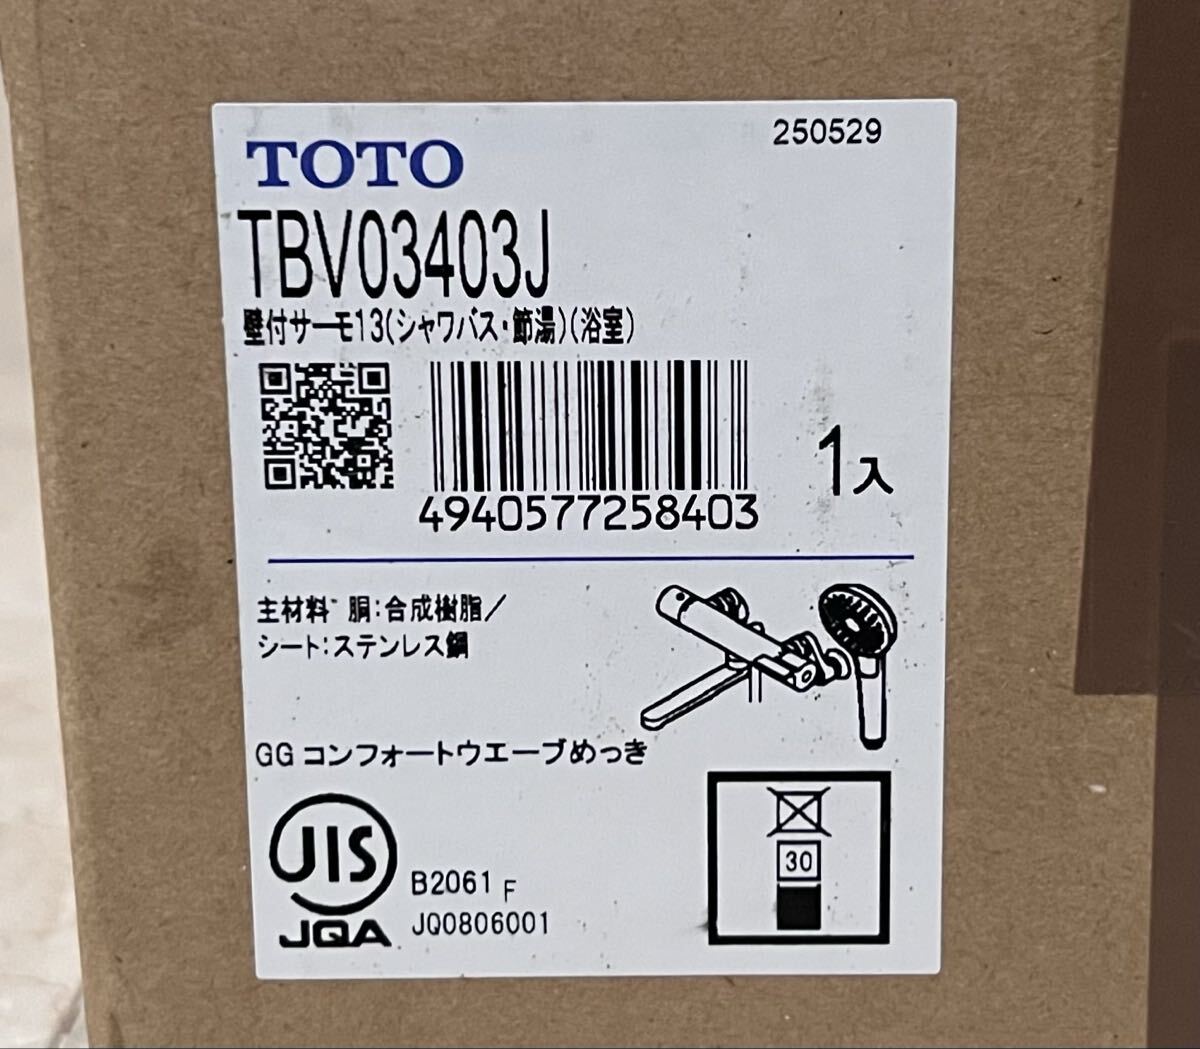 250529
TOTO
TBV03403J
壁付サーモ13(シャワバス・節湯)(浴室)
4940577258403
1入
主材料 胴:合成樹脂/
シート:ステンレス鋼
GG コンフォートウエーブめっき
JIS
B2061 F
JQA
JQ0806001
30